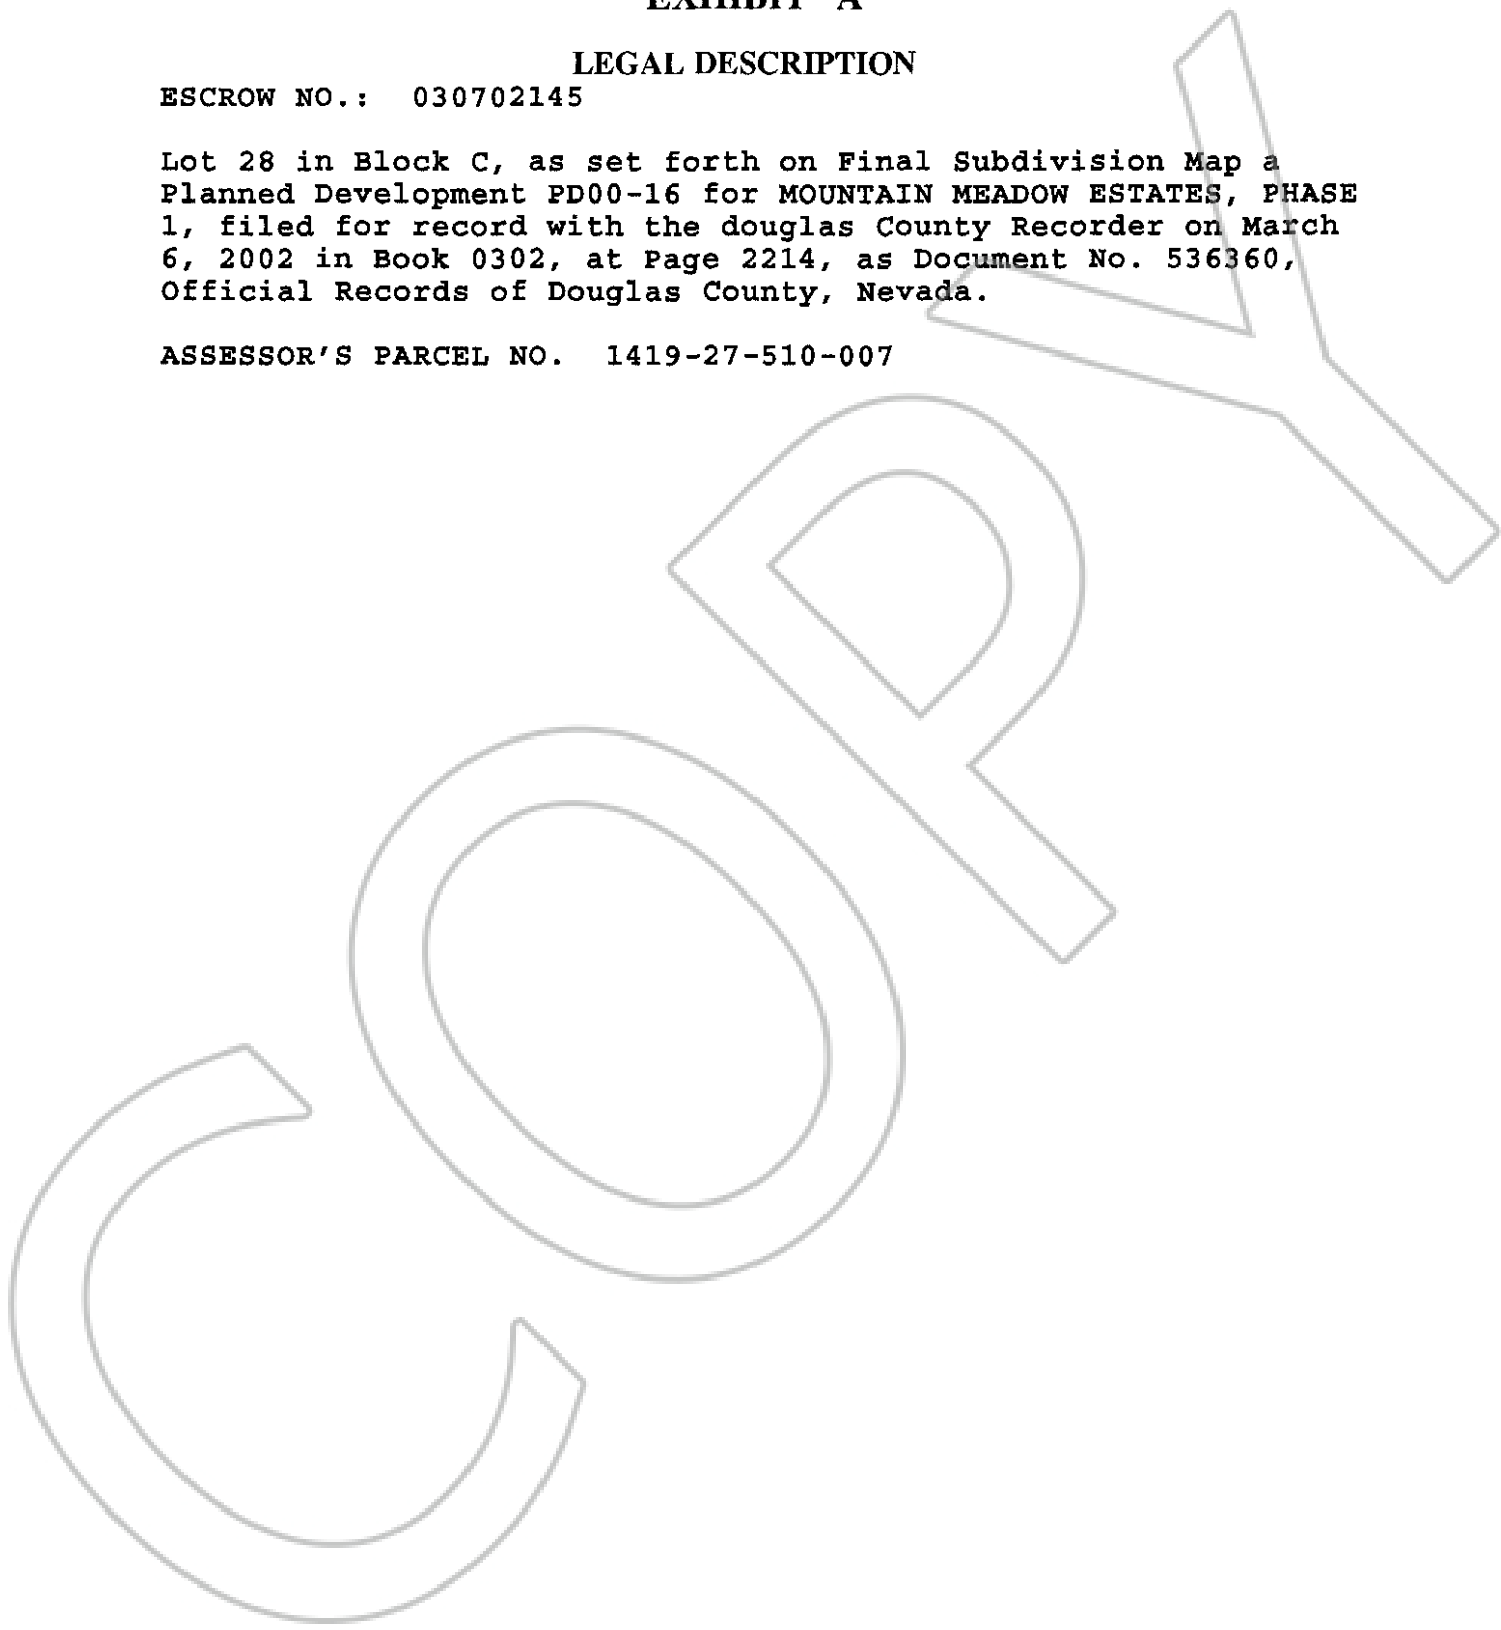 EXHIBIT "A"
LEGAL DESCRIPTION
ESCROW NO.: 030702145
Lot 28 in Block C, as set forth on Final Subdivision Map a
Planned Development PD00-16 for MOUNTAIN MEADOW ESTATES, PHASE
1, filed for record with the douglas County Recorder on March
6, 2002 in Book 0302, at Page 2214, as Document No. 536360,
Official Records of Douglas County, Nevada.
ASSESSOR'S PARCEL NO. 1419-27-510-007
COPY